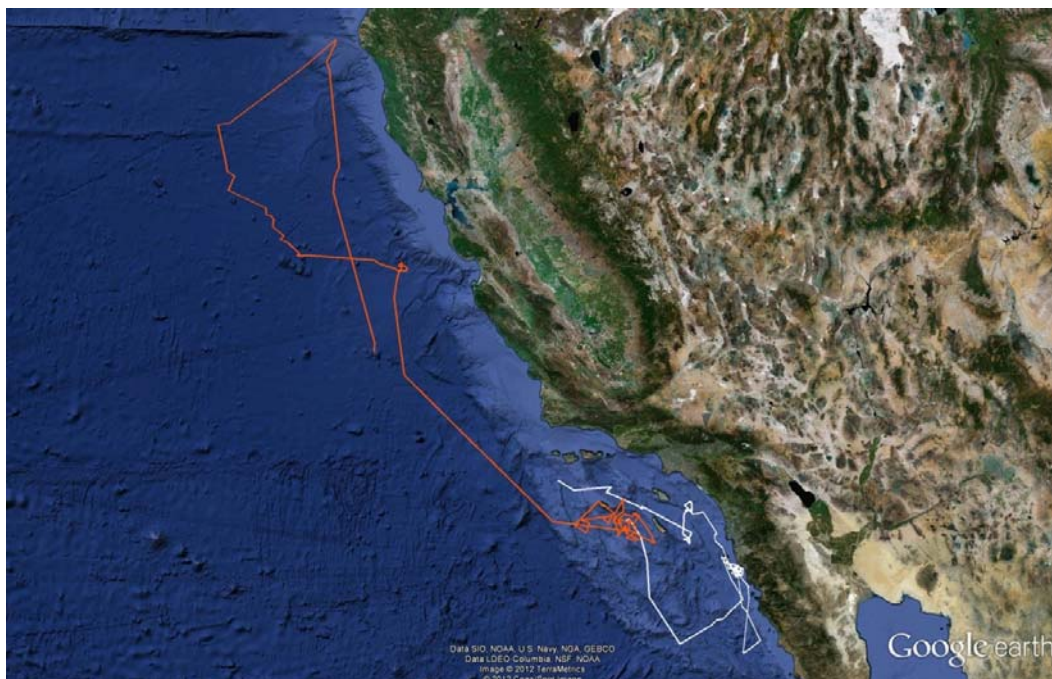 Data SIO, NOAA, U.S. Navy, NGA, GEBCO
Data LDEO-Columbia, NSF, NOAA
Image © 2012 TerraMetrics
Google earth